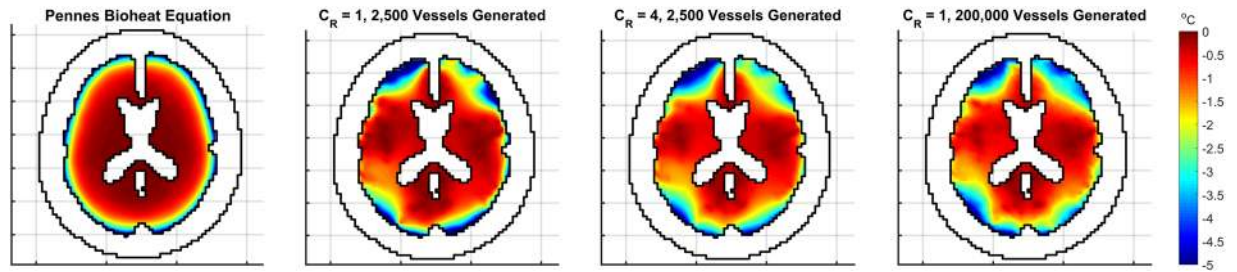 Pennes Bioheat Equation
C_R = 1, 2,500 Vessels Generated
C_R = 4, 2,500 Vessels Generated
C_R = 1, 200,000 Vessels Generated
°C
0
-0.5
-1
-1.5
-2
-2.5
-3
-3.5
-4
-4.5
-5